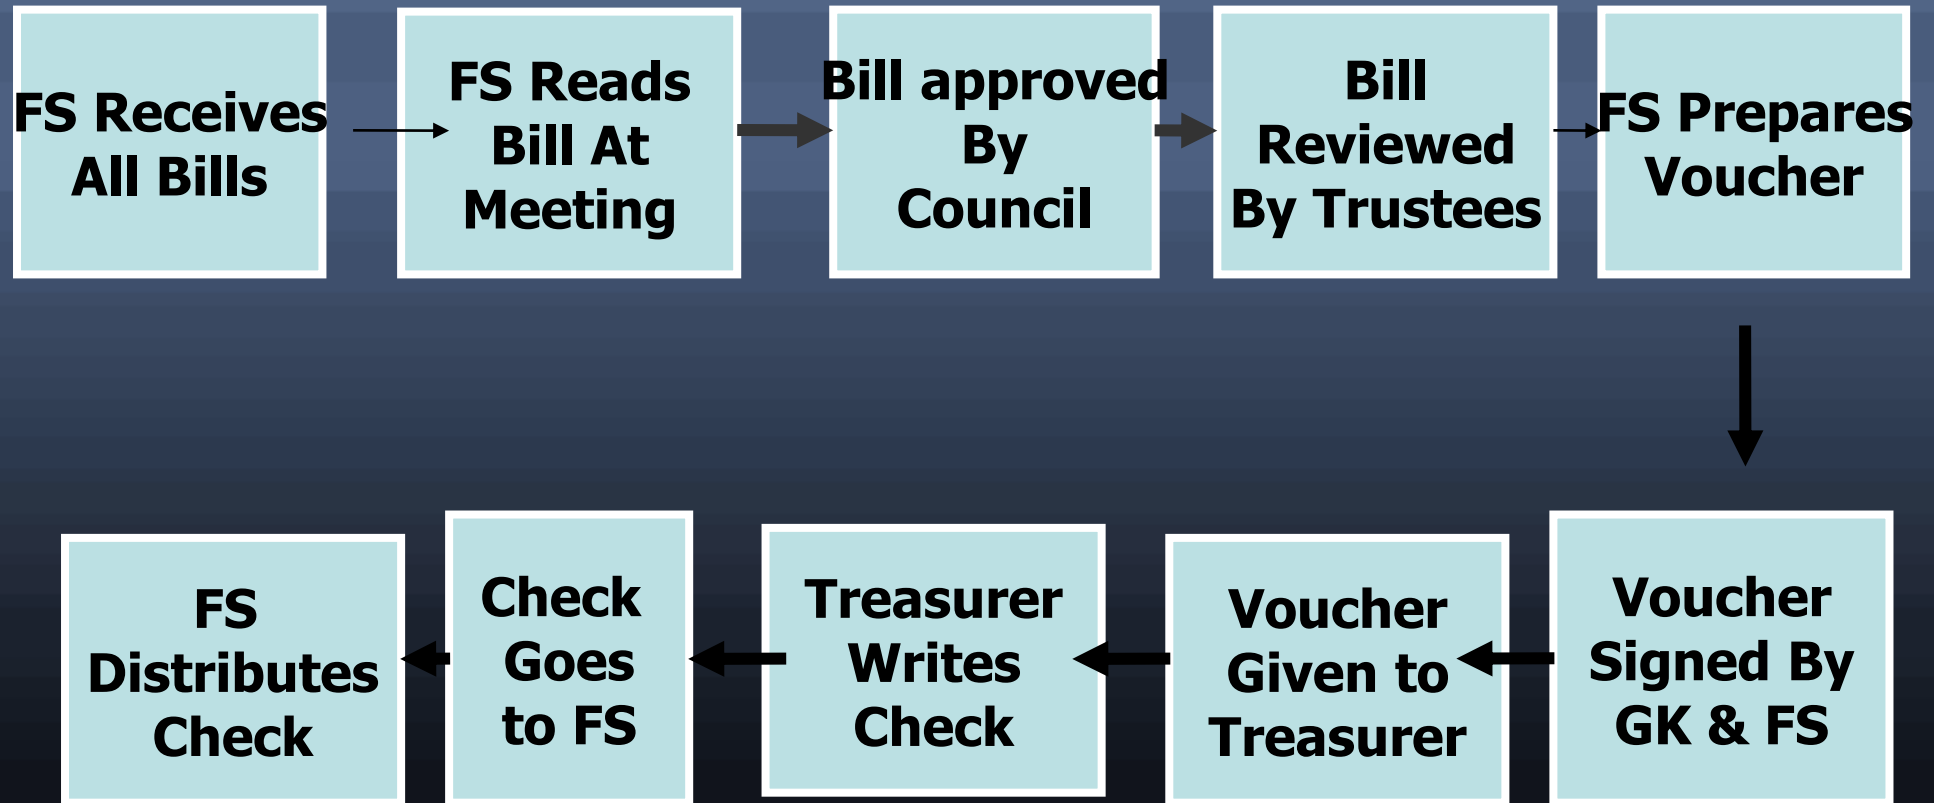 FS Receives
All Bills
FS Reads
Bill At
Meeting
Bill approved
By
Council
Bill
Reviewed
By Trustees
FS Prepares
Voucher
Voucher
Signed By
GK & FS
Voucher
Given to
Treasurer
Treasurer
Writes
Check
Check
Goes
to FS
FS
Distributes
Check